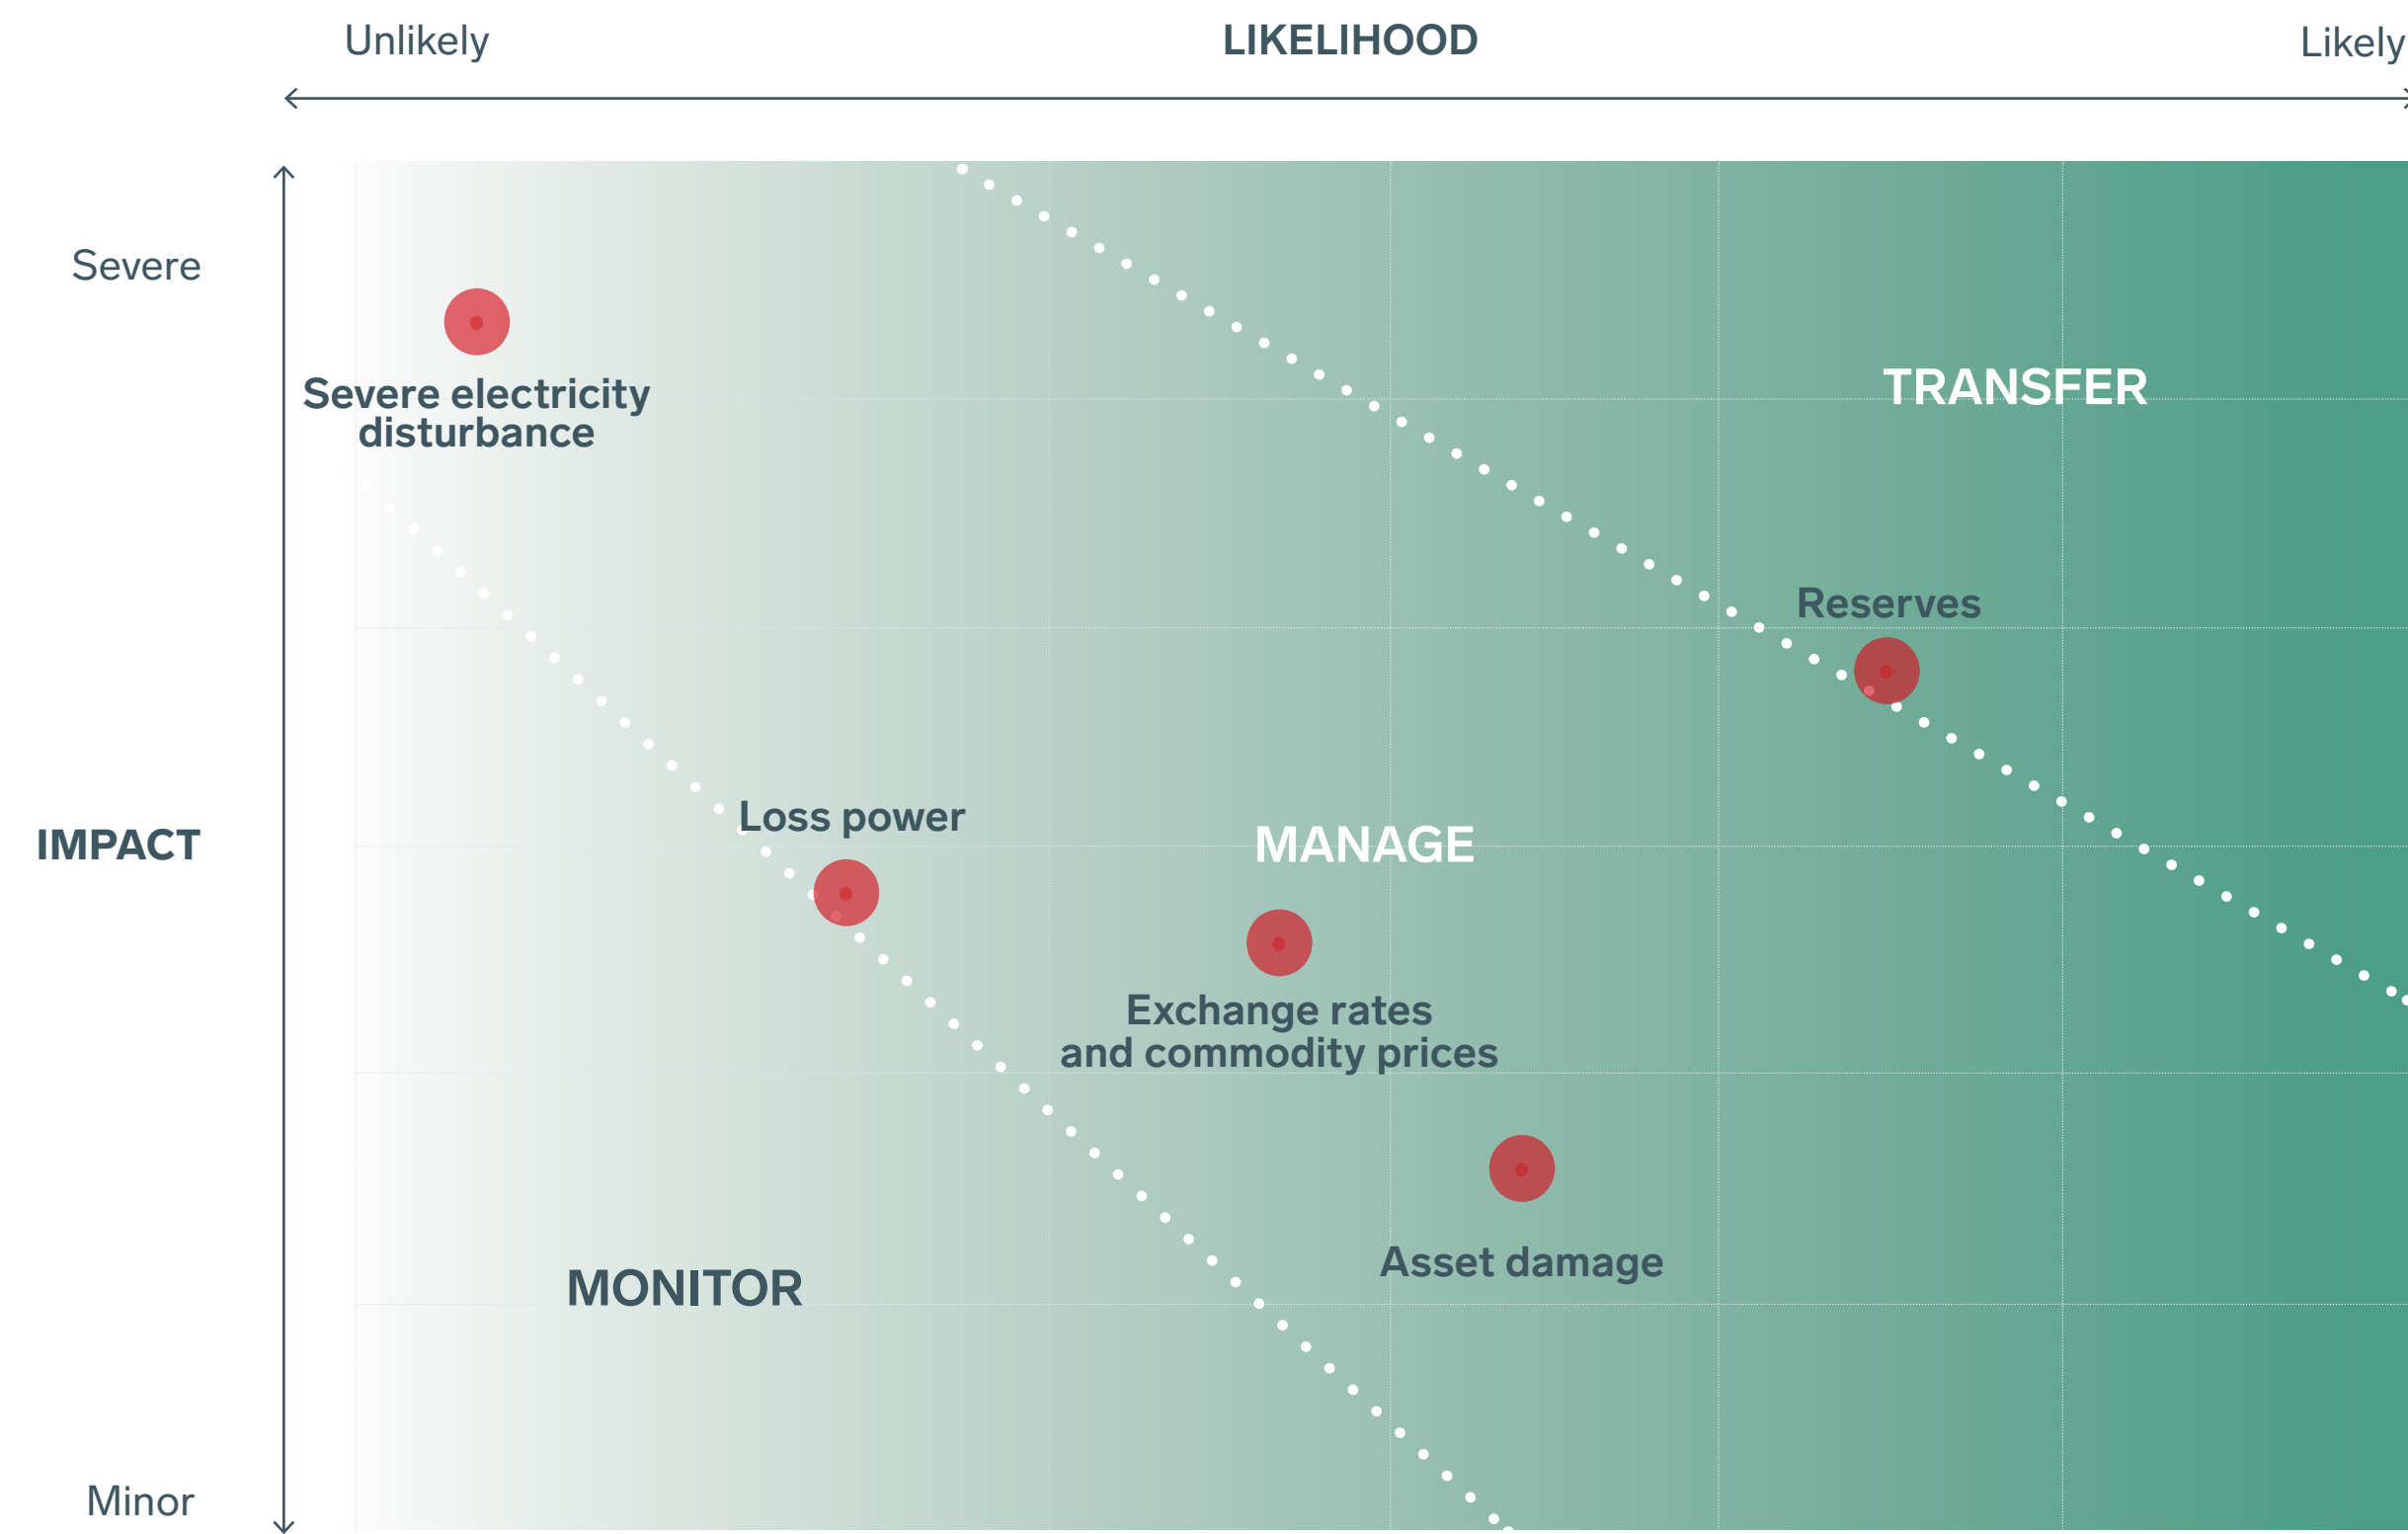 Unlikely
LIKELIHOOD
Likely
Severe
Severe electricity
disturbance
TRANSFER
Reserves
Loss power
IMPACT
MANAGE
Exchange rates
and commodity prices
Asset damage
MONITOR
Minor